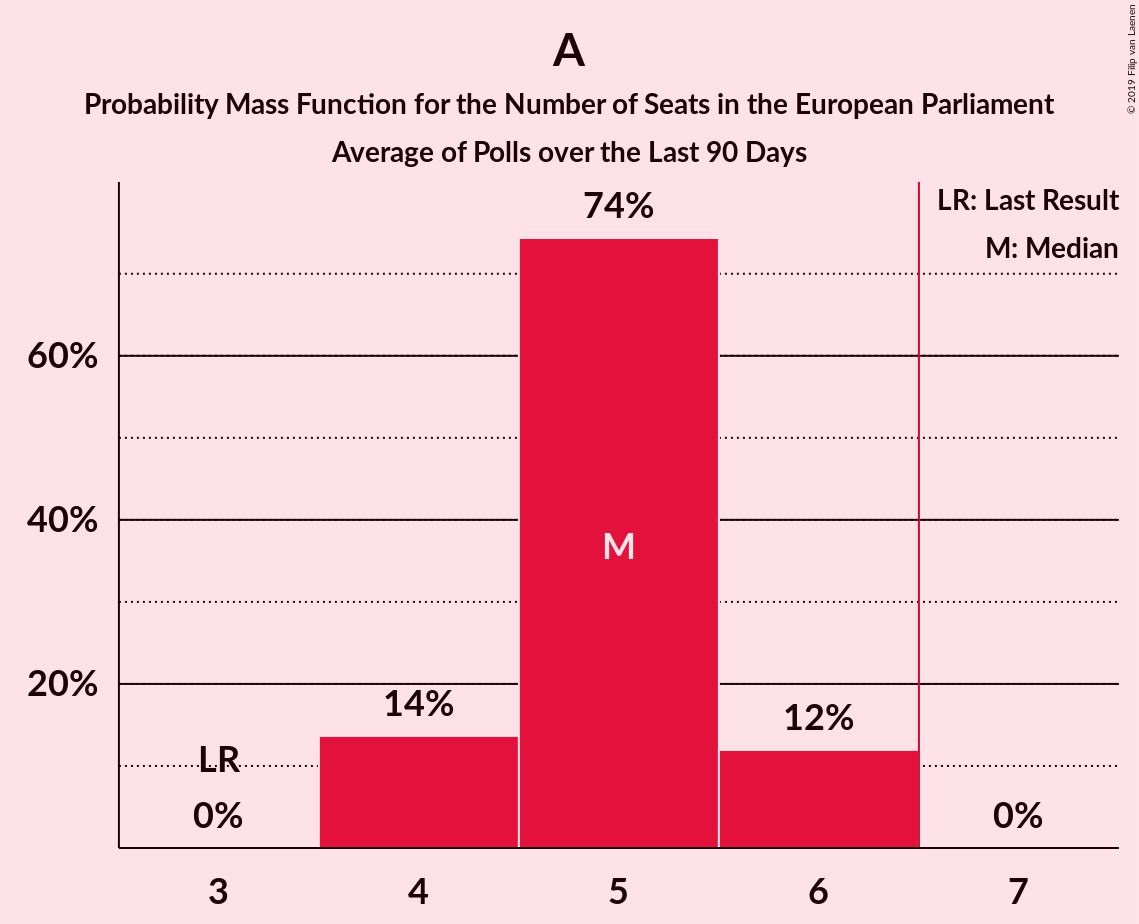 A
Probability Mass Function for the Number of Seats in the European Parliament
Average of Polls over the Last 90 Days
© 2019 Filip van Laenen
LR: Last Result
M: Median
74%
60%
40%
M
20%
14%
12%
LR
0%
0%
3 4 5 6 7